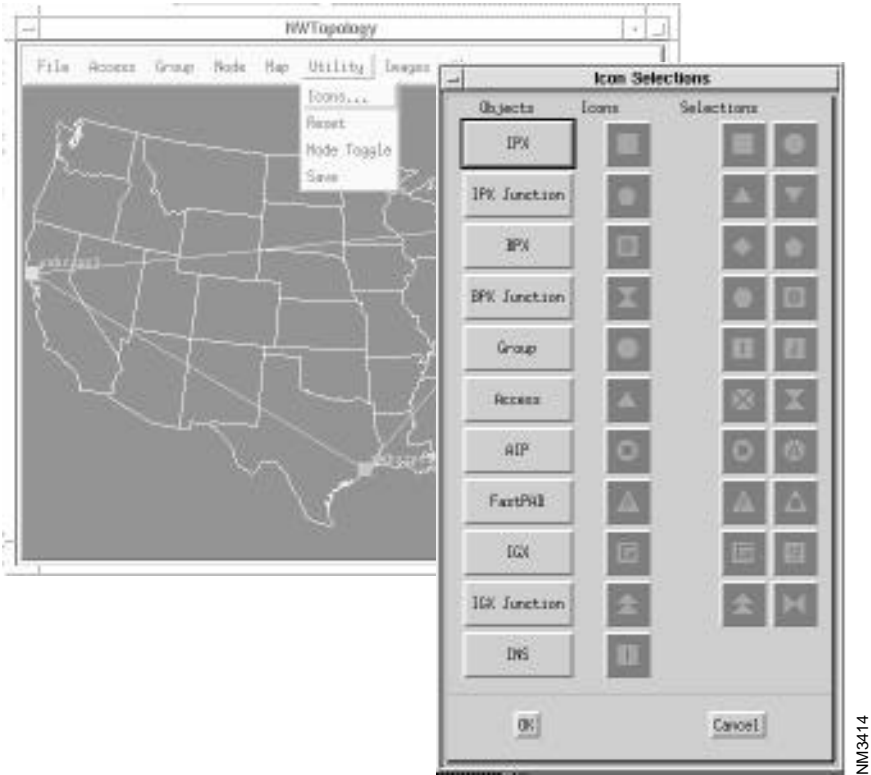 NWTopology
File Access Group Node Map Utility Images
Icons...
Reset
Node Toggle
Save
Icon Selections
Objects Icons Selections
IPX
IPX Junction
BPX
BPX Junction
Group
Access
AIP
FastPAD
IGX
IGX Junction
INS
OK Cancel
NM3414